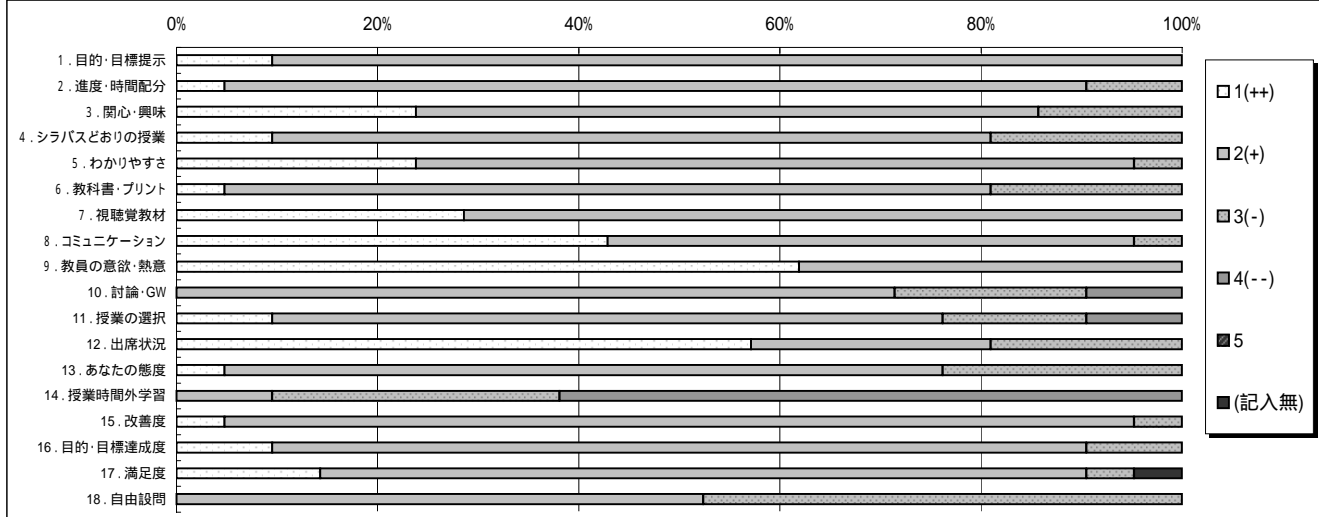 0% 20% 40% 60% 80% 100%
1.目的･目標提示
2.進度･時間配分
3.関心･興味
4.シラバスどおりの授業
5.わかりやすさ
6.教科書･プリント
7.視聴覚教材
8.コミュニケーション
9.教員の意欲･熱意
10.討論･GW
11.授業の選択
12.出席状況
13.あなたの態度
14.授業時間外学習
15.改善度
16.目的･目標達成度
17.満足度
18.自由設問
1(++)
2(+)
3(-)
4(--)
5
(記入無)